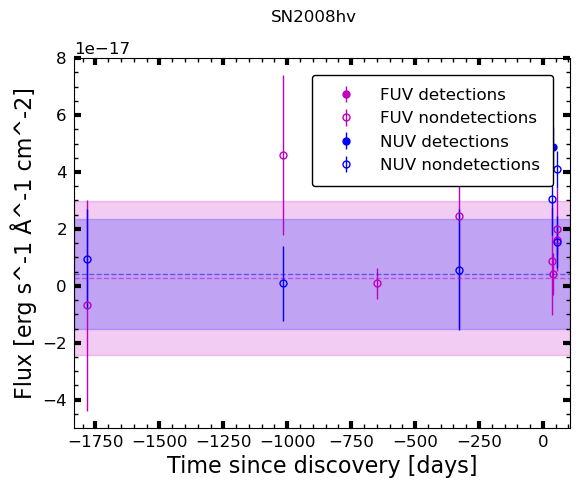 SN2008hv
1e−17
8
6
4
2
0
−2
−4
Flux [erg s^-1 Å^-1 cm^-2]
FUV detections
FUV nondetections
NUV detections
NUV nondetections
−1750 −1500 −1250 −1000 −750 −500 −250 0
Time since discovery [days]